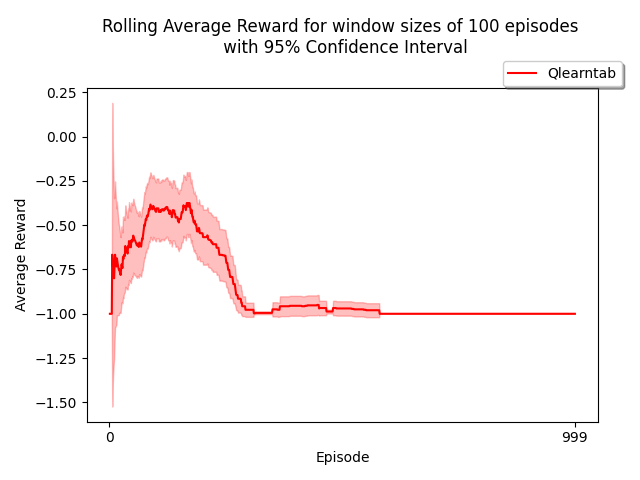 Rolling Average Reward for window sizes of 100 episodes
with 95% Confidence Interval
Qlearntab
0.25
0.00
−0.25
−0.50
−0.75
−1.00
−1.25
−1.50
Average Reward
0
999
Episode